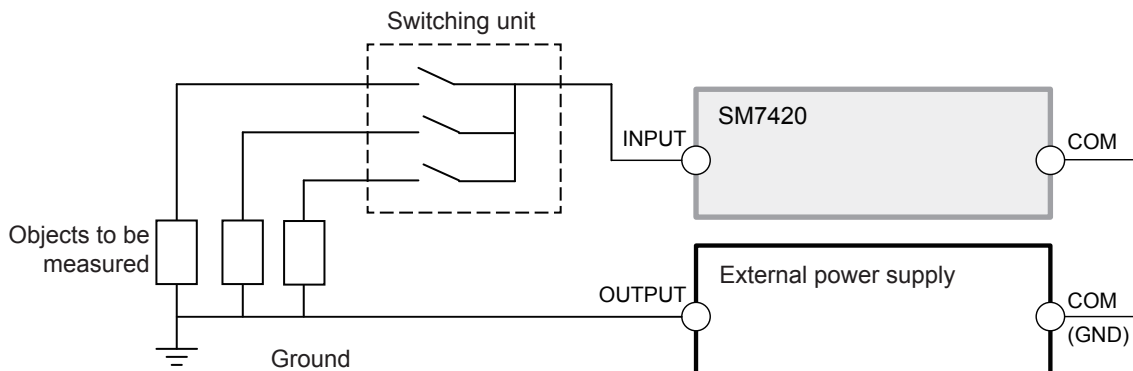 Switching unit
SM7420
INPUT
COM
Objects to be
measured
External power supply
OUTPUT
COM
(GND)
Ground